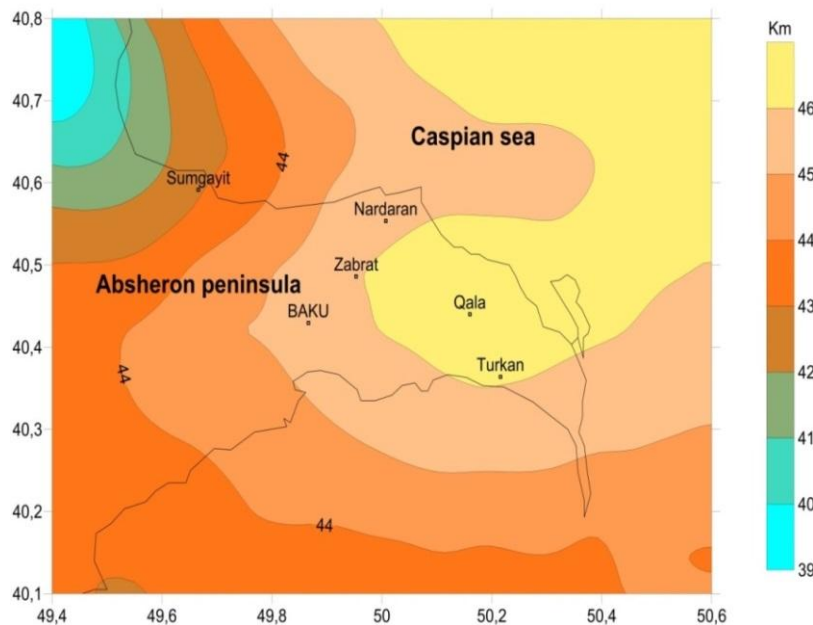 40,8
Km
46
40,7
Caspian sea
45
44
40,6
Sumgayit
Nardaran
44
40,5
Zabrat
Absheron peninsula
43
Qala
BAKU
40,4
42
Turkan
44
41
40,3
40
40,2
44
39
40,1
49,4 49,6 49,8 50 50,2 50,4 50,6